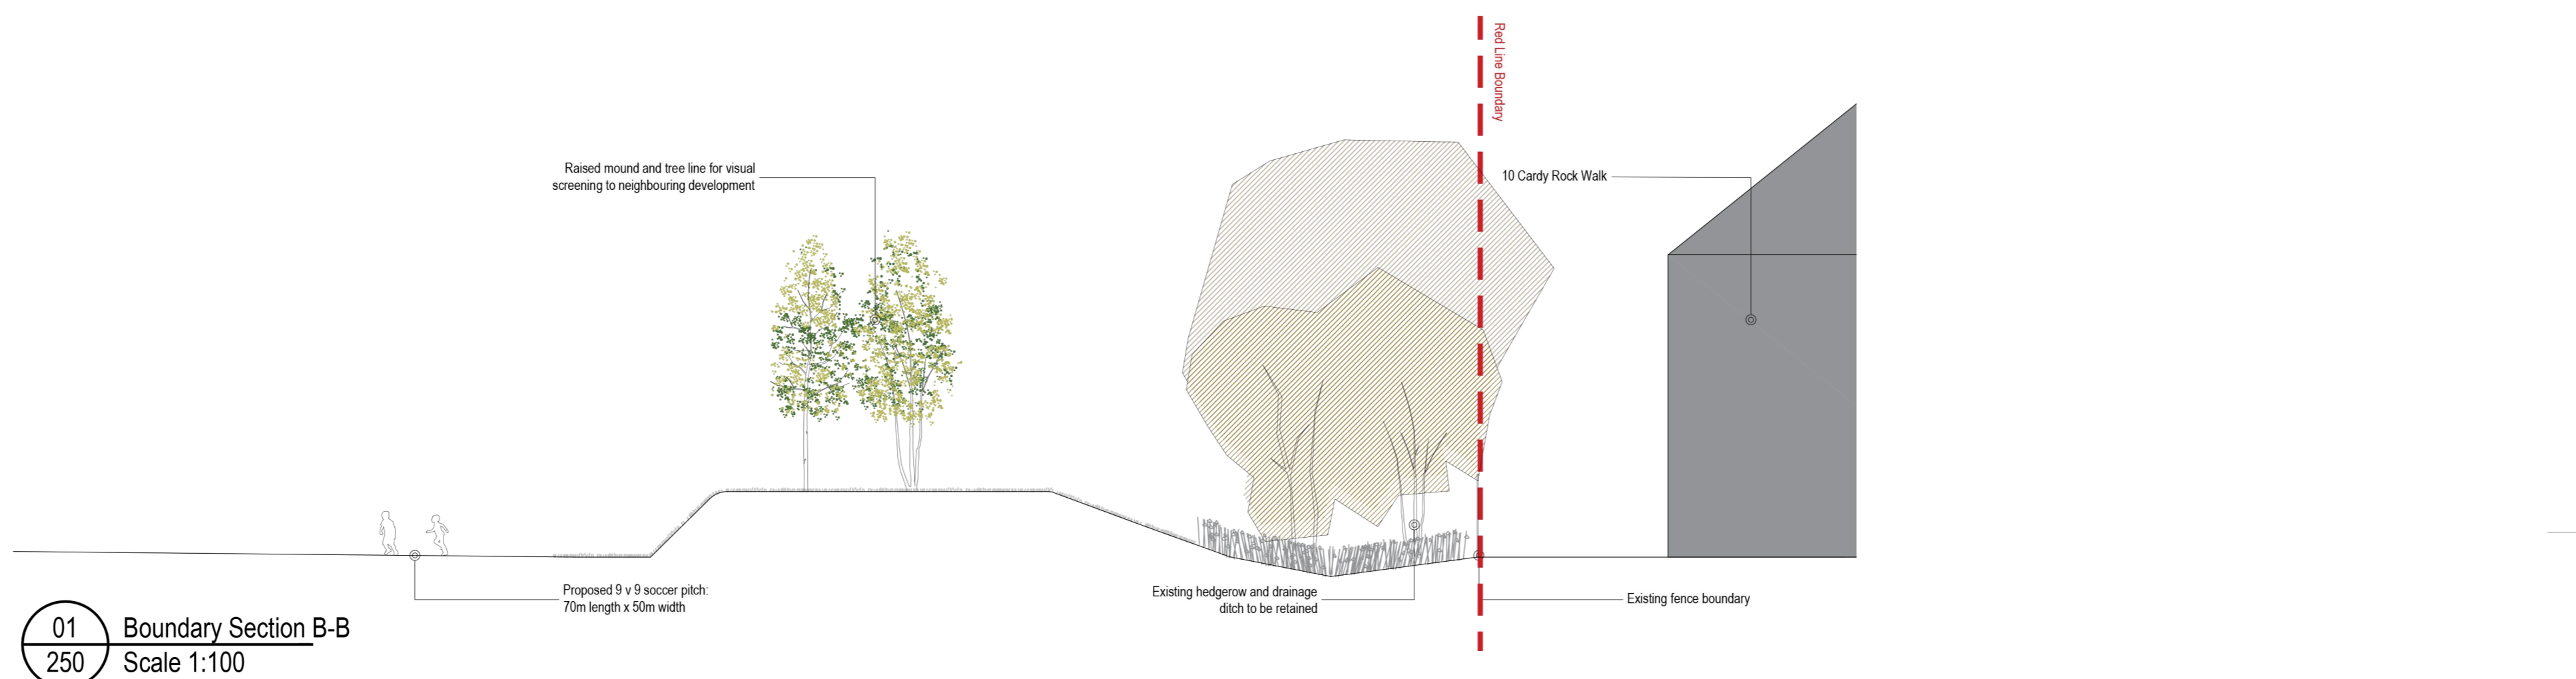 Red Line Boundary
Raised mound and tree line for visual
screening to neighbouring development
10 Cardy Rock Walk
Proposed 9 v 9 soccer pitch:
70m length x 50m width
Existing hedgerow and drainage
ditch to be retained
Existing fence boundary
01
250
Boundary Section B-B
Scale 1:100